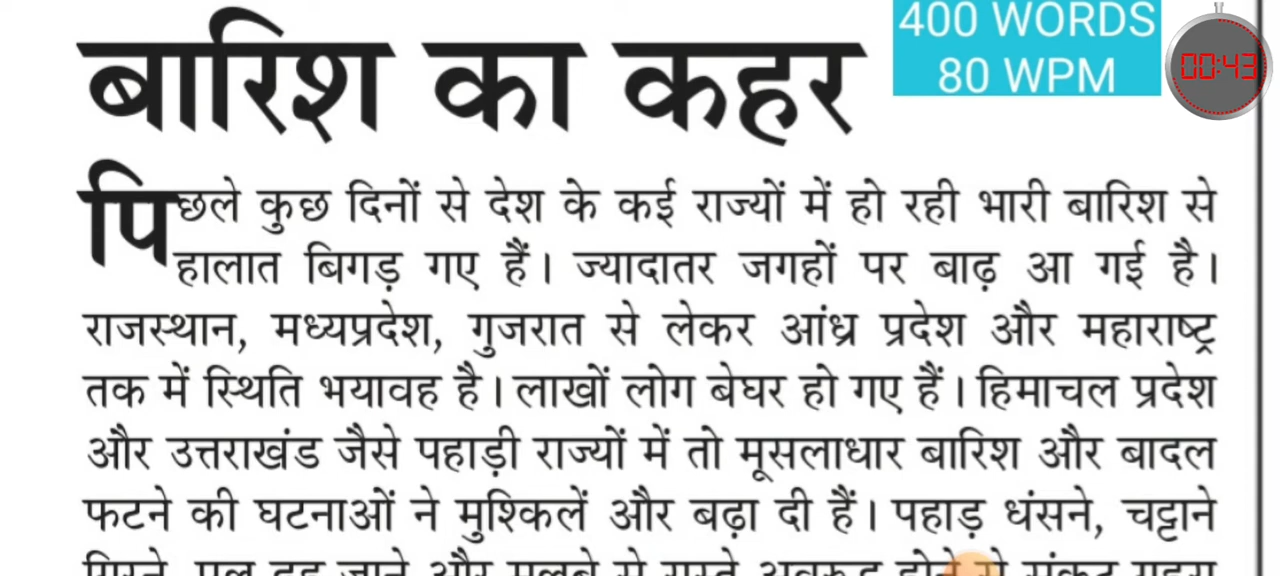 बारिश का कहर
400 WORDS
80 WPM
00:43
पिछले कुछ दिनों से देश के कई राज्यों में हो रही भारी बारिश से
हालात बिगड़ गए हैं। ज्यादातर जगहों पर बाढ़ आ गई है।
राजस्थान, मध्यप्रदेश, गुजरात से लेकर आंध्र प्रदेश और महाराष्ट्र
तक में स्थिति भयावह है। लाखों लोग बेघर हो गए हैं। हिमाचल प्रदेश
और उत्तराखंड जैसे पहाड़ी राज्यों में तो मूसलाधार बारिश और बादल
फटने की घटनाओं ने मुश्किलें और बढ़ा दी हैं। पहाड़ धंसने, चट्टाने